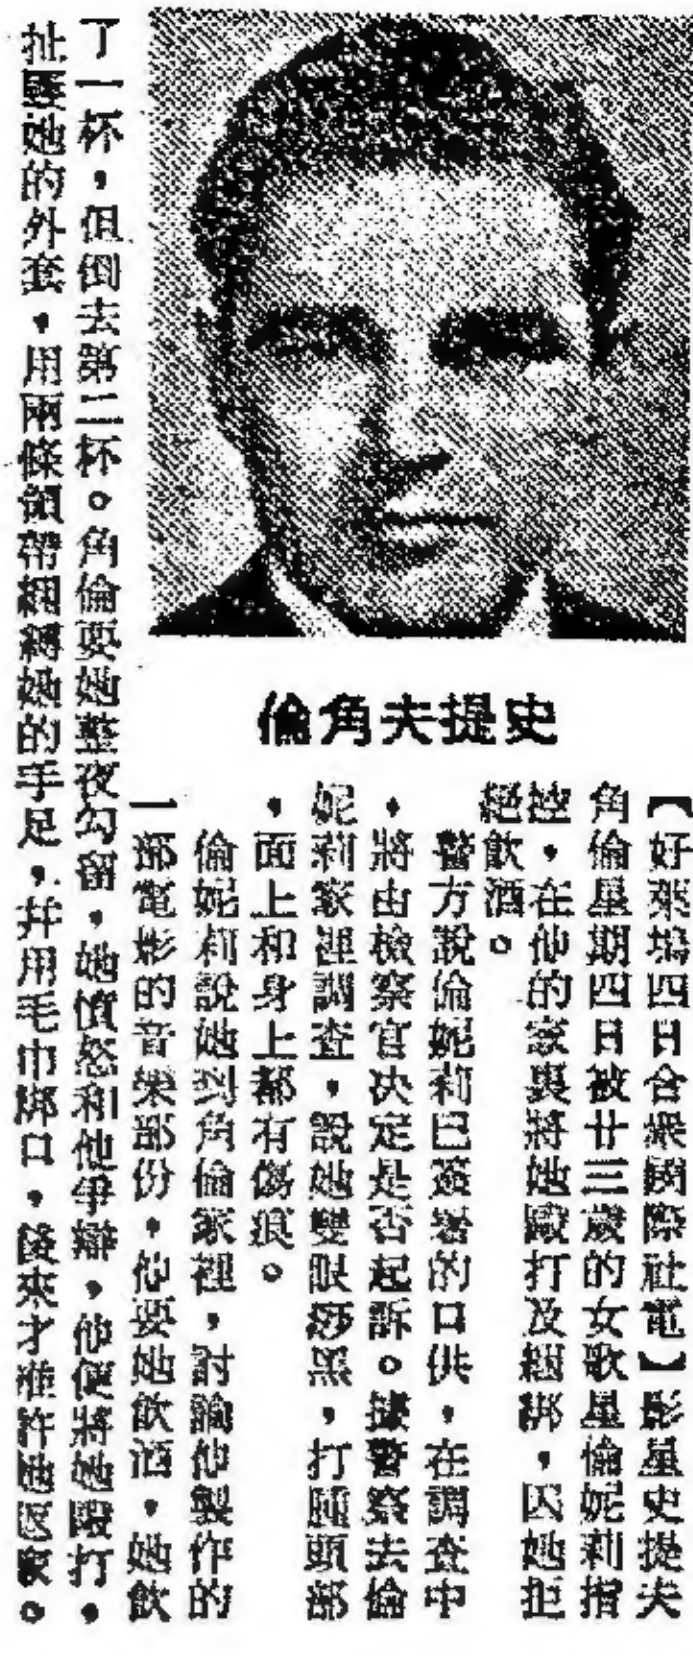 史提夫角倫
【好萊塢四日合衆國際社電】影星史提夫
角倫星期四日被廿三歲的女歌星倫妮莉指
控，在他的家裏將她毆打及綑綁，因她拒
絕飲酒。
警方說倫妮莉已簽署的口供，在調查中
，將由檢察官決定是否起訴。據警察去倫
妮莉家裡調查，說她雙眼瘀黑，打腫頭部
，面上和身上都有傷痕。
倫妮莉說她到角倫家裡，討論他製作的
一部電影的音樂部份，他要她飲酒，她飲
了一杯，但倒去第二杯。角倫要她整夜勾留，她憤怒和他爭辯，他便將她毆打，
扯壓她的外套，用兩條領帶綑縛她的手足，幷用毛巾綁口，後來才准許她返家。